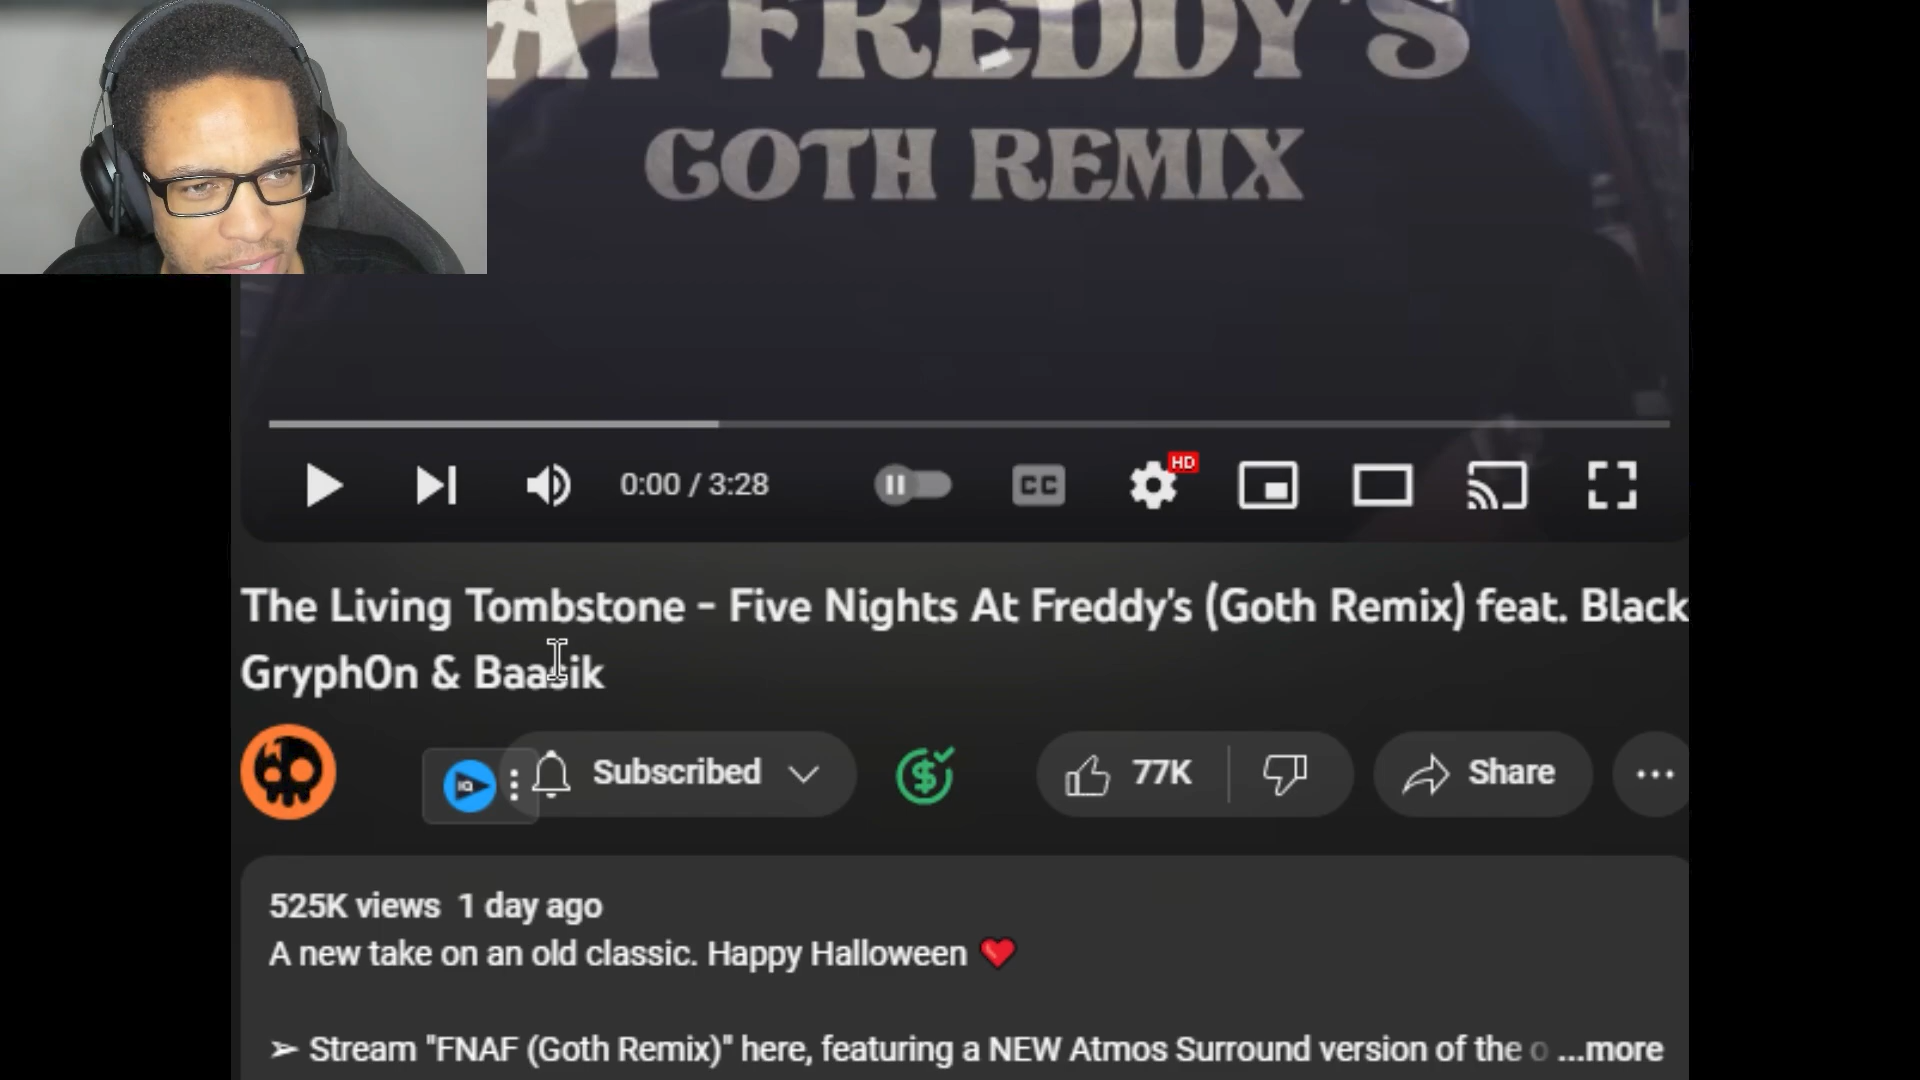 AT FREDDY'S
GOTH REMIX
HD
0:00 / 3:28
CC
The Living Tombstone - Five Nights At Freddy's (Goth Remix) feat. Black
Gryph0n & Baasik
IQ
Subscribed
77K
Share
525K views 1 day ago
A new take on an old classic. Happy Halloween ❤️
➢ Stream "FNAF (Goth Remix)" here, featuring a NEW Atmos Surround version of the o ...more